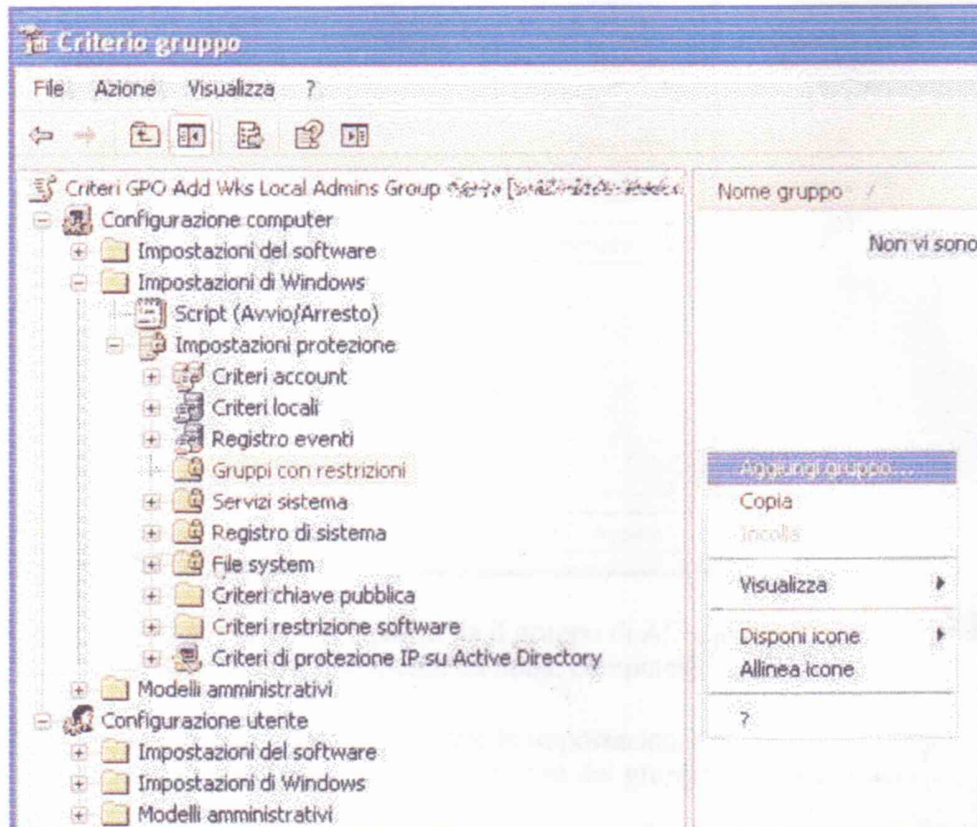 Criterio gruppo
File Azione Visualizza ?
Criteri GPO Add Wks Local Admins Group
Configurazione computer
Impostazioni del software
Impostazioni di Windows
Script (Avvio/Arresto)
Impostazioni protezione
Criteri account
Criteri locali
Registro eventi
Gruppi con restrizioni
Servizi sistema
Registro di sistema
File system
Criteri chiave pubblica
Criteri restrizione software
Criteri di protezione IP su Active Directory
Modelli amministrativi
Configurazione utente
Impostazioni del software
Impostazioni di Windows
Modelli amministrativi
Nome gruppo
Non vi sono
Aggiungi gruppo...
Copia
Incolla
Visualizza
Disponi icone
Allinea icone
?